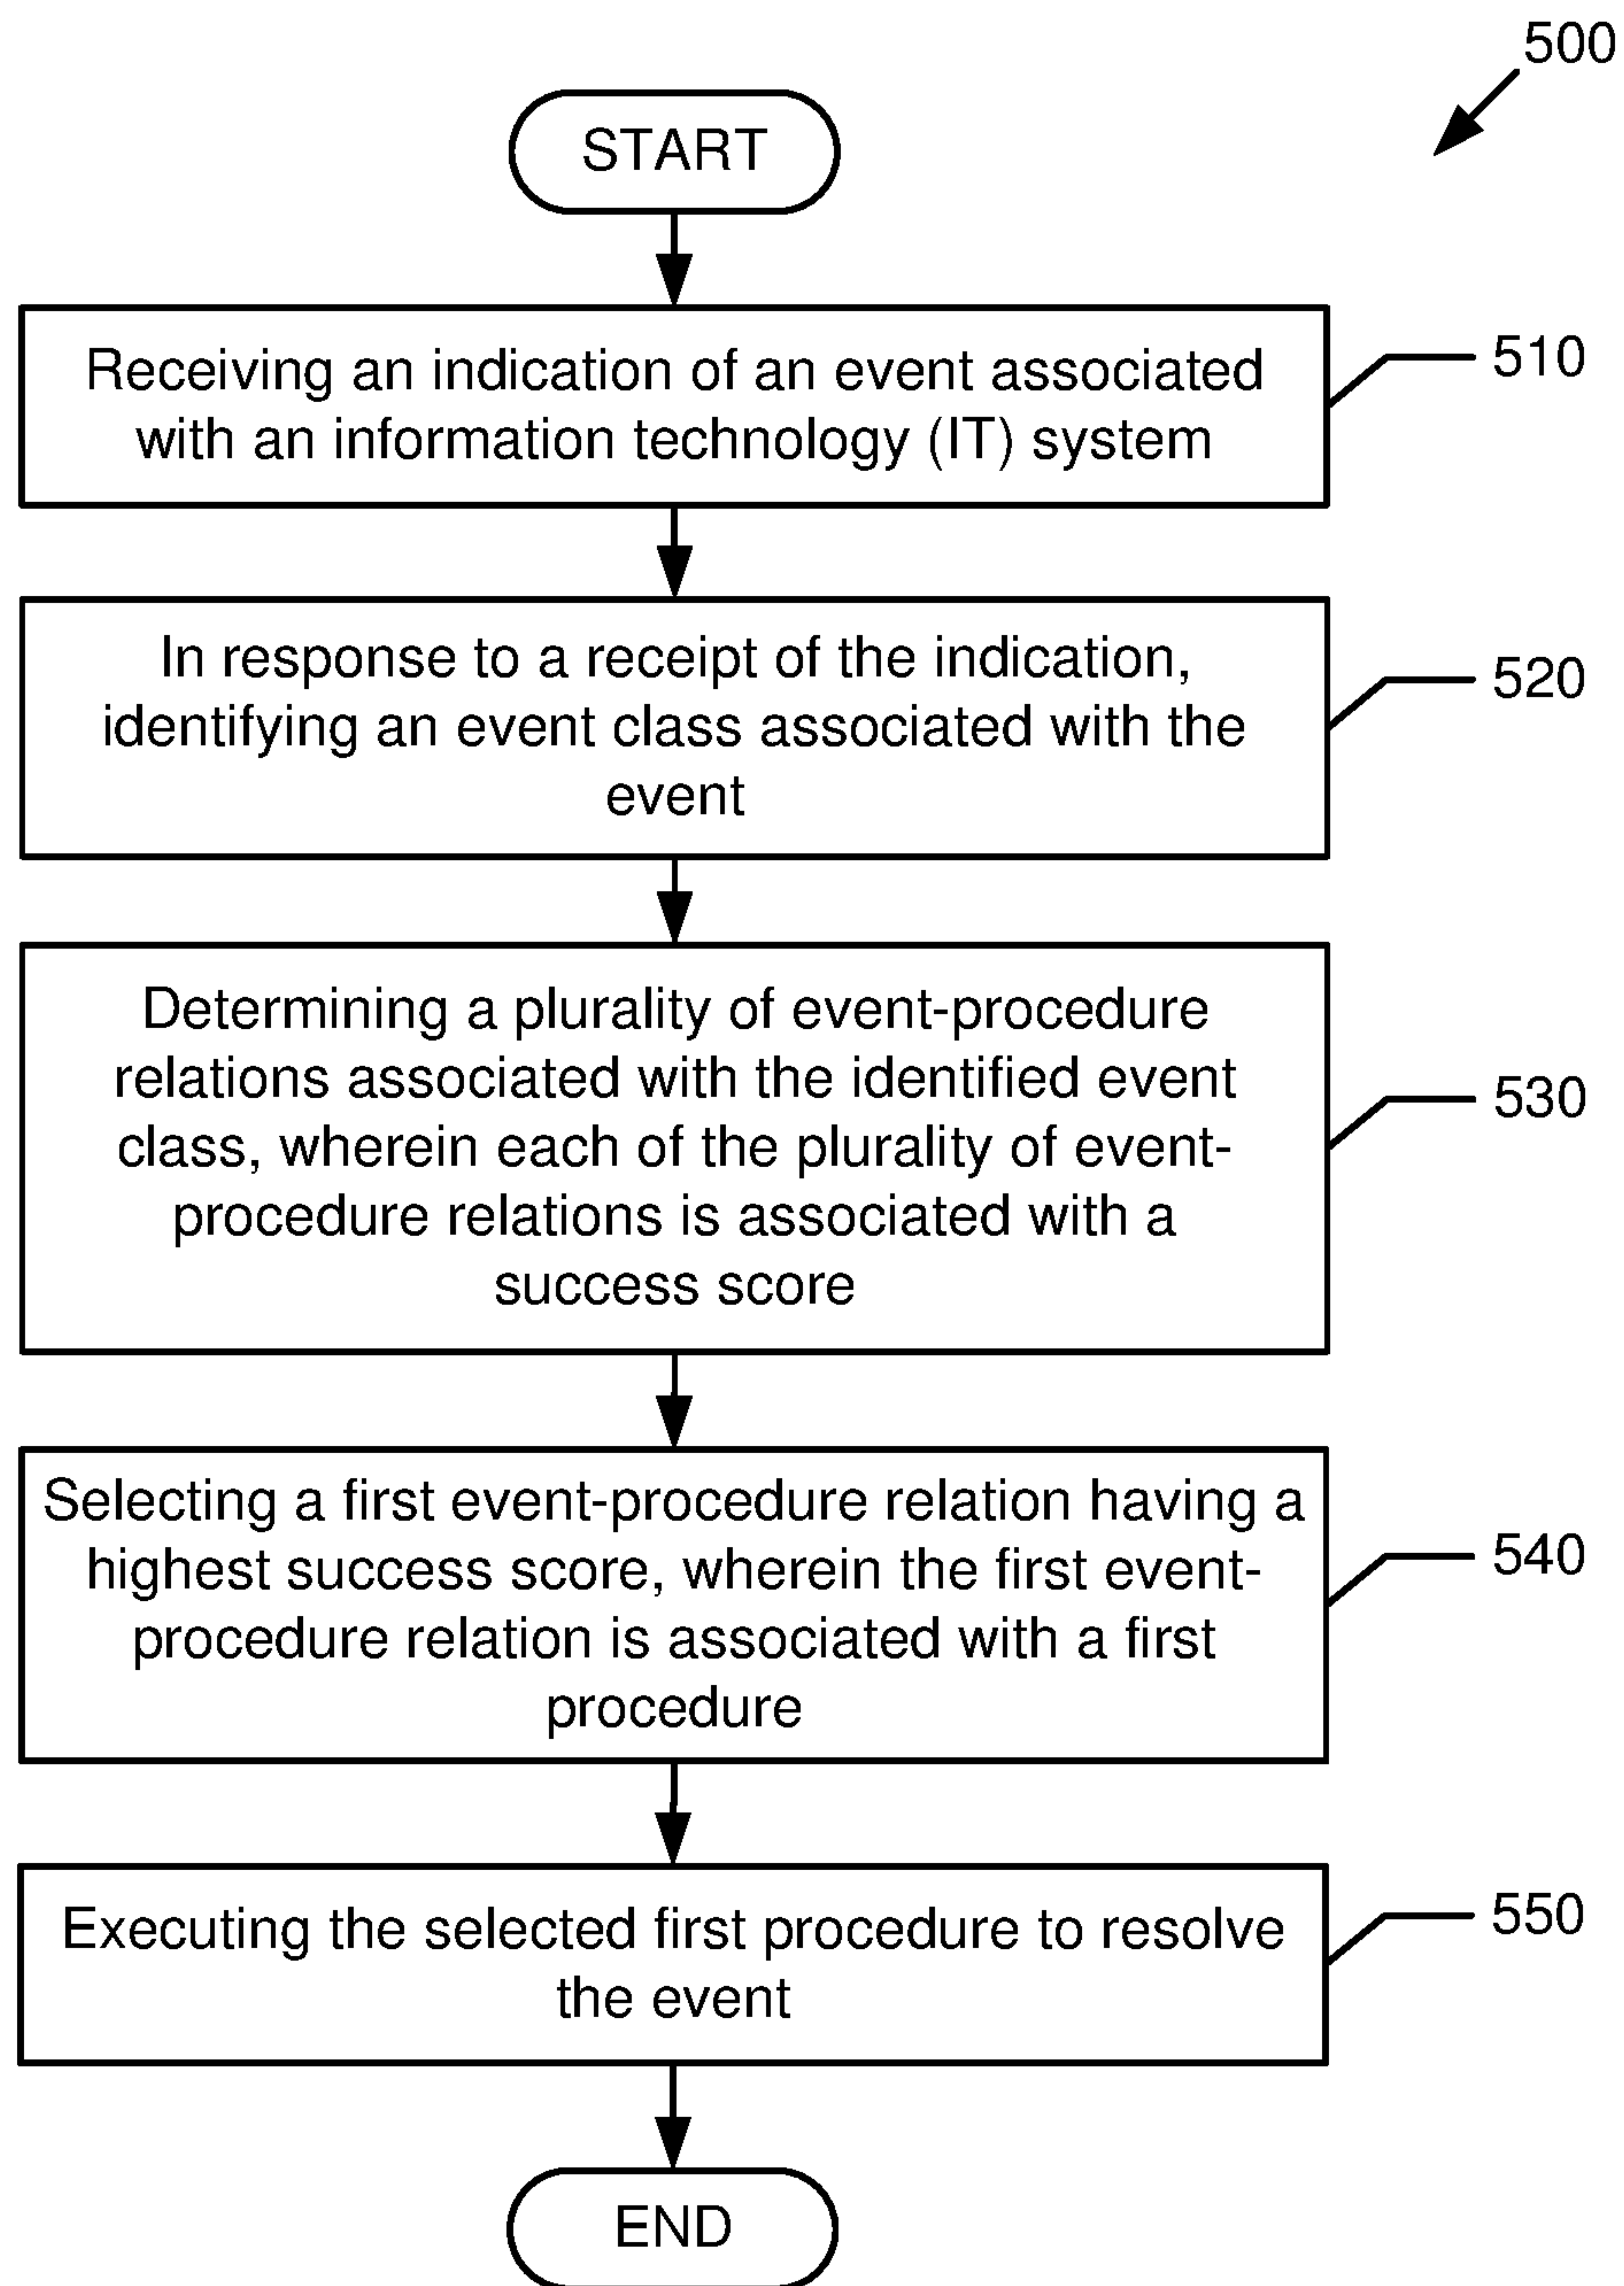 500
START
Receiving an indication of an event associated
with an information technology (IT) system
510
In response to a receipt of the indication,
identifying an event class associated with the
event
520
Determining a plurality of event-procedure
relations associated with the identified event
class, wherein each of the plurality of event-
procedure relations is associated with a
success score
530
Selecting a first event-procedure relation having a
highest success score, wherein the first event-
procedure relation is associated with a first
procedure
540
Executing the selected first procedure to resolve
the event
550
END